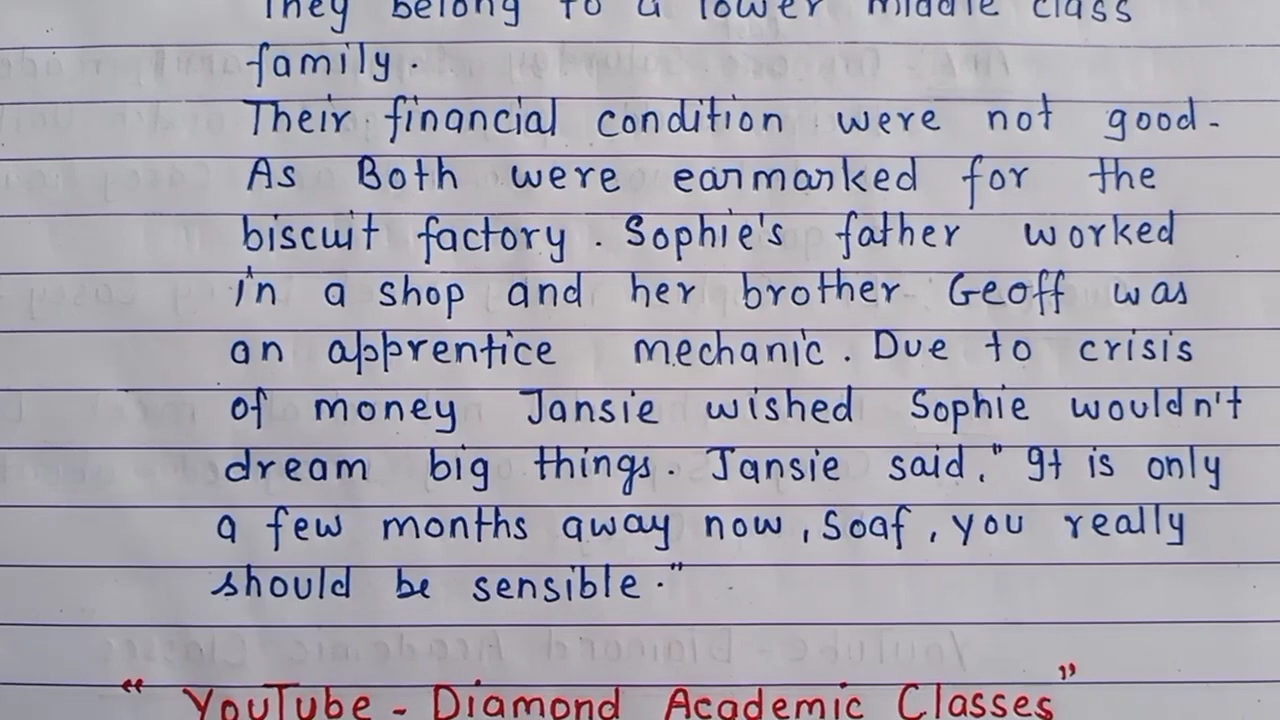 They belong to a lower middle class
family.
Their financial condition were not good.
As Both were earmarked for the
biscuit factory. Sophie's father worked
in a shop and her brother Geoff was
an apprentice mechanic. Due to crisis
of money Jansie wished Sophie wouldn't
dream big things. Jansie said," It is only
a few months away now, Soaf, you really
should be sensible."
" YouTube - Diamond Academic Classes"